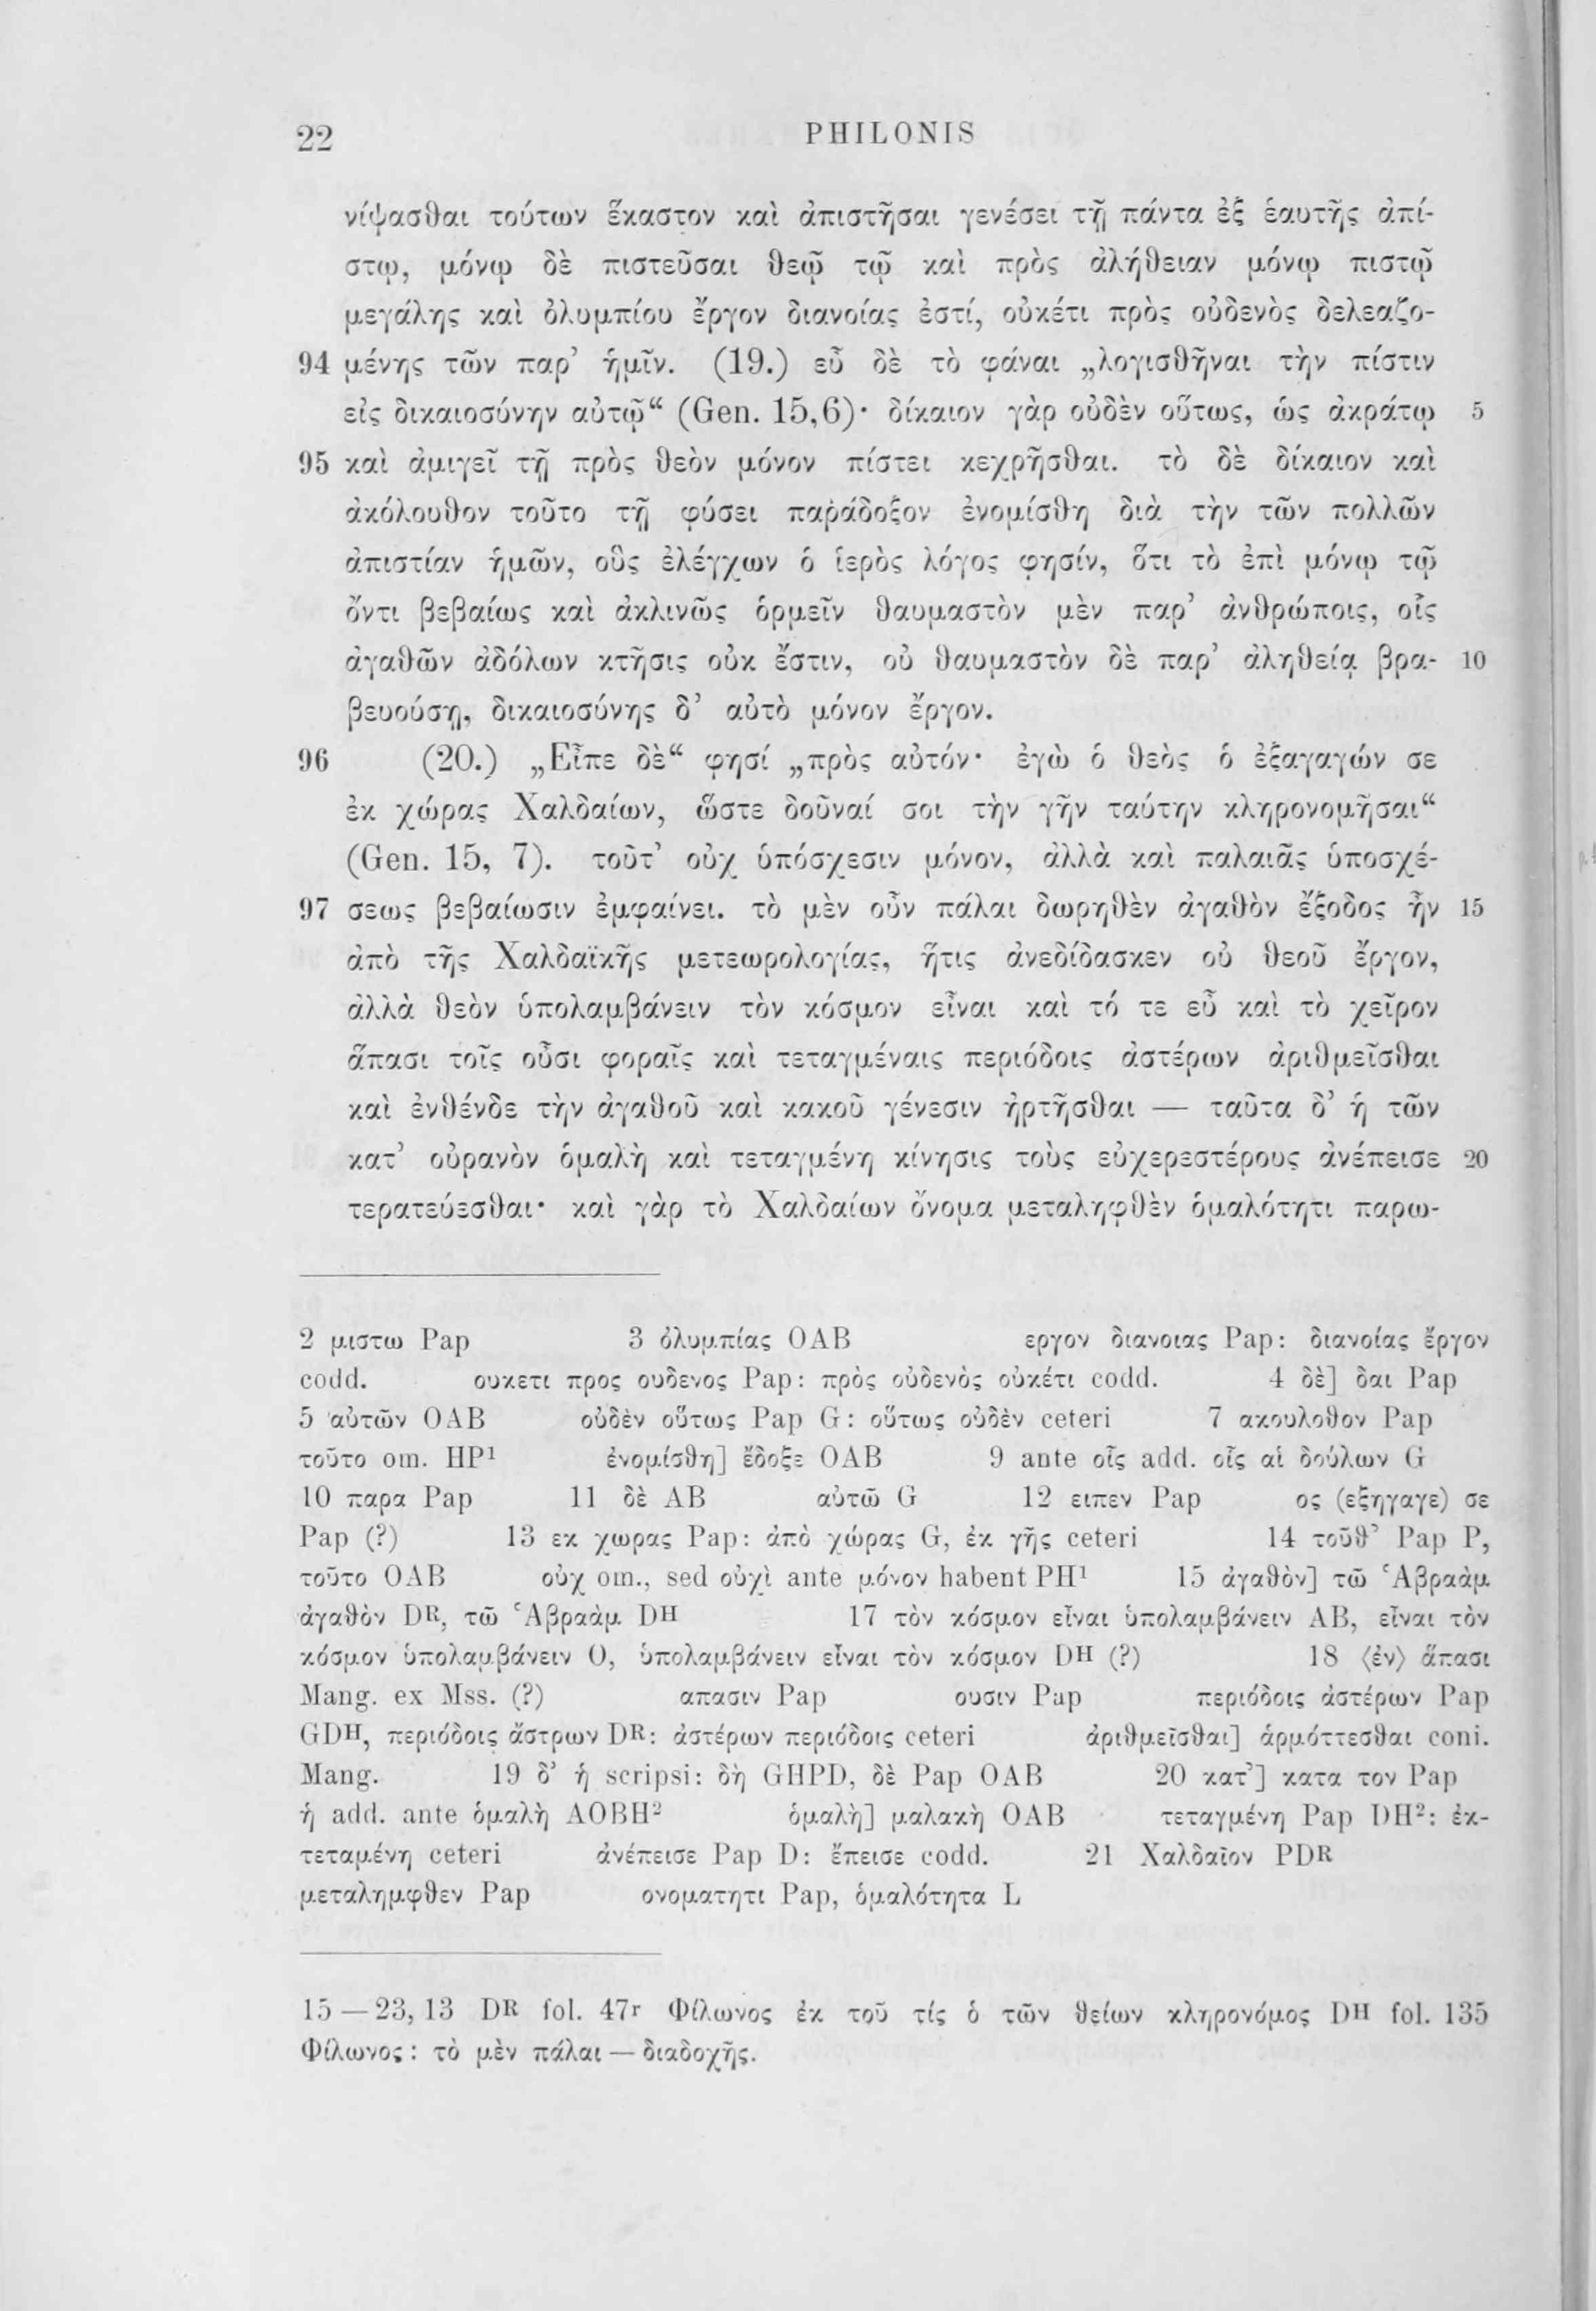 22
PHILONIS
νίψασθαι τούτων ἕκαστον καὶ ἀπιστῆσαι γενέσει τῇ πάντα ἐξ ἑαυτῆς ἀπί-
στῳ, μόνῳ δὲ πιστεῦσαι θεῷ τῷ καὶ πρὸς ἀλήθειαν μόνῳ πιστῷ
μεγάλης καὶ ὀλυμπίου ἔργον διανοίας ἐστί, οὐκέτι πρὸς οὐδενὸς δελεαζο-
94 μένης τῶν παρ’ ἡμῖν. (19.) εὖ δὲ τὸ φάναι „λογισθῆναι τὴν πίστιν
εἰς δικαιοσύνην αὐτῷ“ (Gen. 15,6)· δίκαιον γὰρ οὐδὲν οὕτως, ὡς ἀκράτῳ 5
95 καὶ ἀμιγεῖ τῇ πρὸς θεὸν μόνον πίστει κεχρῆσθαι. τὸ δὲ δίκαιον καὶ
ἀκόλουθον τοῦτο τῇ φύσει παράδοξον ἐνομίσθη διὰ τὴν τῶν πολλῶν
ἀπιστίαν ἡμῶν, οὓς ἐλέγχων ὁ ἱερὸς λόγος φησίν, ὅτι τὸ ἐπὶ μόνῳ τῷ
ὄντι βεβαίως καὶ ἀκλινῶς ὁρμεῖν θαυμαστὸν μὲν παρ’ ἀνθρώποις, οἷς
ἀγαθῶν ἀδόλων κτῆσις οὐκ ἔστιν, οὐ θαυμαστὸν δὲ παρ’ ἀληθείᾳ βρα- 10
βευούσῃ, δικαιοσύνης δ’ αὐτὸ μόνον ἔργον.
96 (20.) „Εἶπε δὲ“ φησί „πρὸς αὐτόν· ἐγὼ ὁ θεὸς ὁ ἐξαγαγών σε
ἐκ χώρας Χαλδαίων, ὥστε δοῦναί σοι τὴν γῆν ταύτην κληρονομῆσαι“
(Gen. 15, 7). τοῦτ’ οὐχ ὑπόσχεσιν μόνον, ἀλλὰ καὶ παλαιᾶς ὑποσχέ-
97 σεως βεβαίωσιν ἐμφαίνει. τὸ μὲν οὖν πάλαι δωρηθὲν ἀγαθὸν ἔξοδος ἦν 15
ἀπὸ τῆς Χαλδαϊκῆς μετεωρολογίας, ἥτις ἀνεδίδασκεν οὐ θεοῦ ἔργον,
ἀλλὰ θεὸν ὑπολαμβάνειν τὸν κόσμον εἶναι καὶ τό τε εὖ καὶ τὸ χεῖρον
ἅπασι τοῖς οὖσι φοραῖς καὶ τεταγμέναις περιόδοις ἀστέρων ἀριθμεῖσθαι
καὶ ἐνθένδε τὴν ἀγαθοῦ καὶ κακοῦ γένεσιν ἠρτῆσθαι — ταῦτα δ’ ἡ τῶν
κατ’ οὐρανὸν ὁμαλὴ καὶ τεταγμένη κίνησις τοὺς εὐχερεστέρους ἀνέπεισε 20
τερατεύεσθαι· καὶ γὰρ τὸ Χαλδαίων ὄνομα μεταληφθὲν ὁμαλότητι παρω-
2 μιστω Pap 3 ὀλυμπίας OAB εργον διανοιας Pap: διανοίας ἔργον
codd. ουκετι προς ουδενος Pap: πρὸς οὐδενὸς οὐκέτι codd. 4 δὲ] δαι Pap
5 αὐτῶν OAB οὐδὲν οὕτως Pap G: οὕτως οὐδὲν ceteri 7 ακουλοθον Pap
τοῦτο om. HP¹ ἐνομίσθη] ἔδοξε OAB 9 ante οἷς add. οἷς αἱ δούλων G
10 παρα Pap 11 δὲ AB αὐτῶ G 12 ειπεν Pap ος (εξηγαγε) σε
Pap (?) 13 εκ χωρας Pap: ἀπὸ χώρας G, ἐκ γῆς ceteri 14 τοῦθ’ Pap P,
τοῦτο OAB οὐχ om., sed οὐχὶ ante μόνον habent PH¹ 15 ἀγαθὸν] τῶ Ἁβραὰμ
ἀγαθὸν Dᴿ, τῶ Ἁβραὰμ Dᴴ 17 τὸν κόσμον εἶναι ὑπολαμβάνειν AB, εἶναι τὸν
κόσμον ὑπολαμβάνειν O, ὑπολαμβάνειν εἶναι τὸν κόσμον Dᴴ (?) 18 ⟨ἐν⟩ ἅπασι
Mang. ex Mss. (?) απασιν Pap ουσιν Pap περιόδοις ἀστέρων Pap
GDᴴ, περιόδοις ἄστρων Dᴿ: ἀστέρων περιόδοις ceteri ἀριθμεῖσθαι] ἁρμόττεσθαι coni.
Mang. 19 δ’ ἡ scripsi: δὴ GHPD, δὲ Pap OAB 20 κατ’] κατα τον Pap
ἡ add. ante ὁμαλὴ AOBH² ὁμαλὴ] μαλακὴ OAB τεταγμένη Pap DH²: ἐκ-
τεταμένη ceteri ἀνέπεισε Pap D: ἔπεισε codd. 21 Χαλδαῖον PDᴿ
μεταλημφθεν Pap ονοματητι Pap, ὁμαλότητα L
15 — 23, 13 Dᴿ fol. 47ʳ Φίλωνος ἐκ τοῦ τίς ὁ τῶν θείων κληρονόμος Dᴴ fol. 135
Φίλωνος: τὸ μὲν πάλαι — διαδοχῆς.